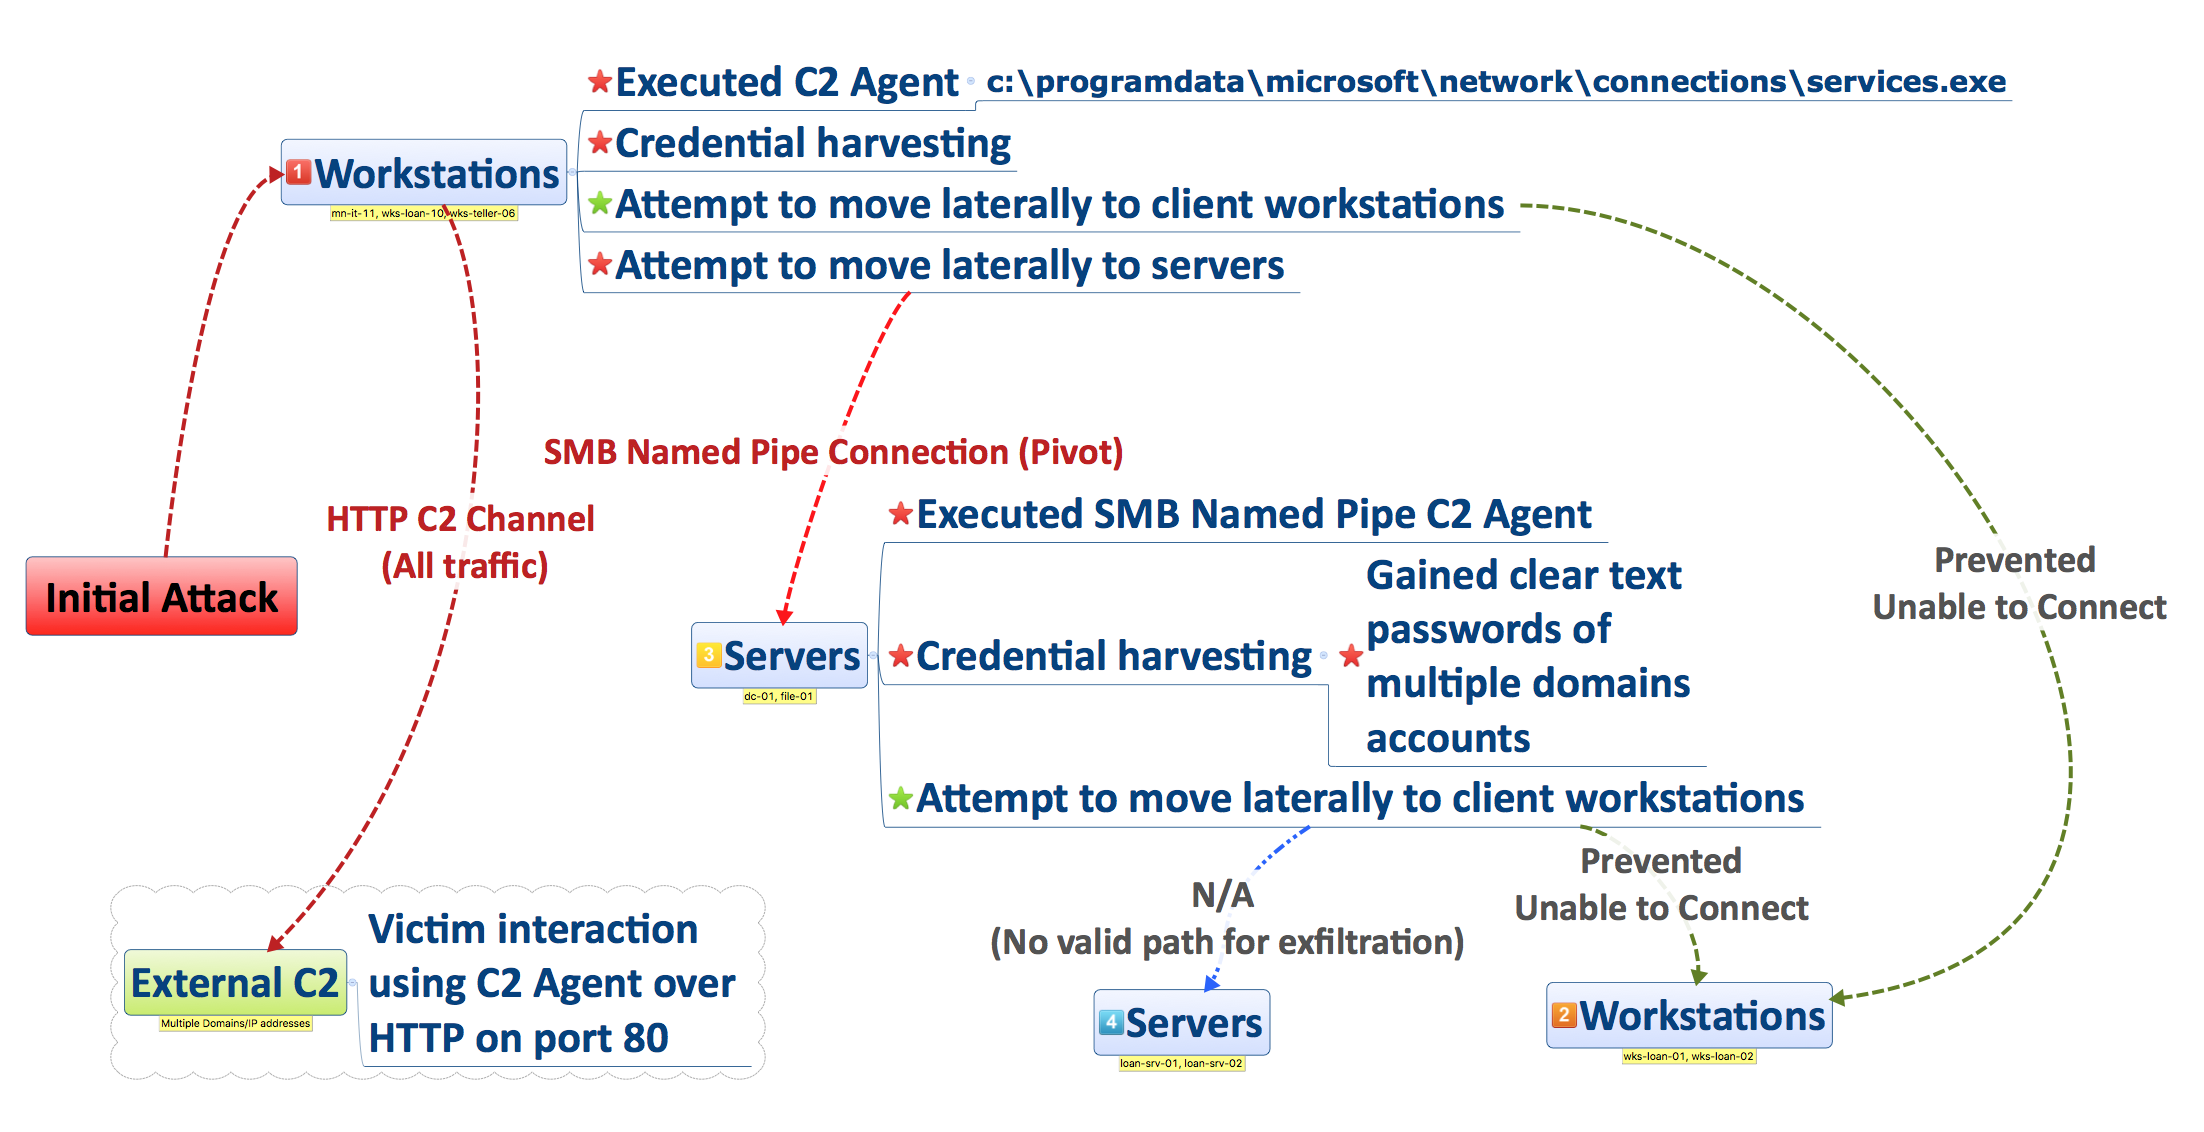 Executed C2 Agent
c:\programdata\microsoft\network\connections\services.exe
Credential harvesting
1 Workstations
mn-it-11, wks-loan-10, wks-teller-06
Attempt to move laterally to client workstations
Attempt to move laterally to servers
SMB Named Pipe Connection (Pivot)
HTTP C2 Channel
(All traffic)
Initial Attack
Executed SMB Named Pipe C2 Agent
Prevented
Unable to Connect
3 Servers
dc-01, file-01
Credential harvesting
Gained clear text
passwords of
multiple domains
accounts
Attempt to move laterally to client workstations
Prevented
Unable to Connect
N/A
(No valid path for exfiltration)
External C2
Multiple Domains/IP addresses
Victim interaction
using C2 Agent over
HTTP on port 80
4 Servers
loan-srv-01, loan-srv-02
2 Workstations
wks-loan-01, wks-loan-02